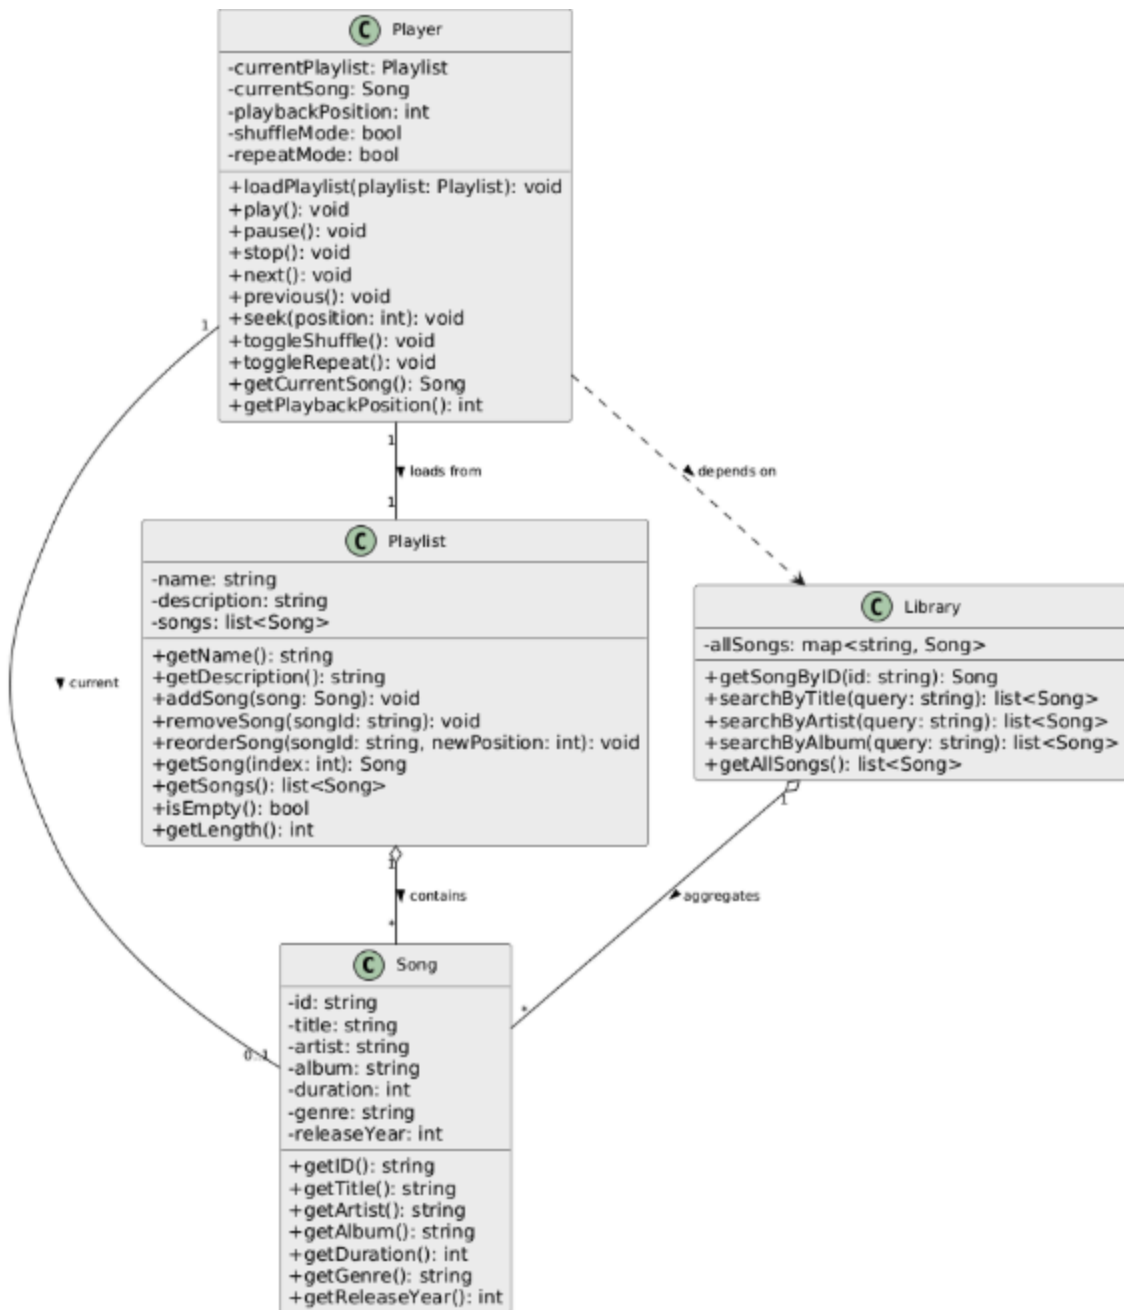 C Player
-currentPlaylist: Playlist
-currentSong: Song
-playbackPosition: int
-shuffleMode: bool
-repeatMode: bool
+loadPlaylist(playlist: Playlist): void
+play(): void
+pause(): void
+stop(): void
+next(): void
+previous(): void
+seek(position: int): void
+toggleShuffle(): void
+toggleRepeat(): void
+getCurrentSong(): Song
+getPlaybackPosition(): int
1
1
loads from
depends on
1
C Playlist
-name: string
-description: string
-songs: list<Song>
+getName(): string
+getDescription(): string
+addSong(song: Song): void
+removeSong(songId: string): void
+reorderSong(songId: string, newPosition: int): void
+getSong(index: int): Song
+getSongs(): list<Song>
+isEmpty(): bool
+getLength(): int
C Library
-allSongs: map<string, Song>
+getSongByID(id: string): Song
+searchByTitle(query: string): list<Song>
+searchByArtist(query: string): list<Song>
+searchByAlbum(query: string): list<Song>
+getAllSongs(): list<Song>
current
1
1
contains
aggregates
*
*
0..1
C Song
-id: string
-title: string
-artist: string
-album: string
-duration: int
-genre: string
-releaseYear: int
+getID(): string
+getTitle(): string
+getArtist(): string
+getAlbum(): string
+getDuration(): int
+getGenre(): string
+getReleaseYear(): int